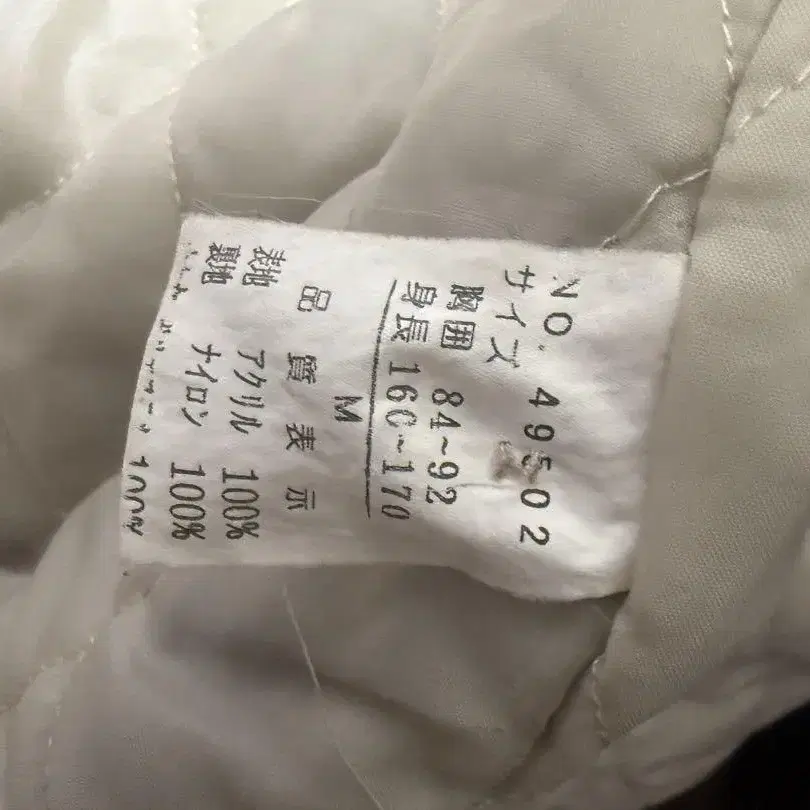 NO. 49502
サイズ
胸囲 84~92
身長 160~170
M
品質表示
表地 アクリル 100%
裏地 ナイロン 100%
100%